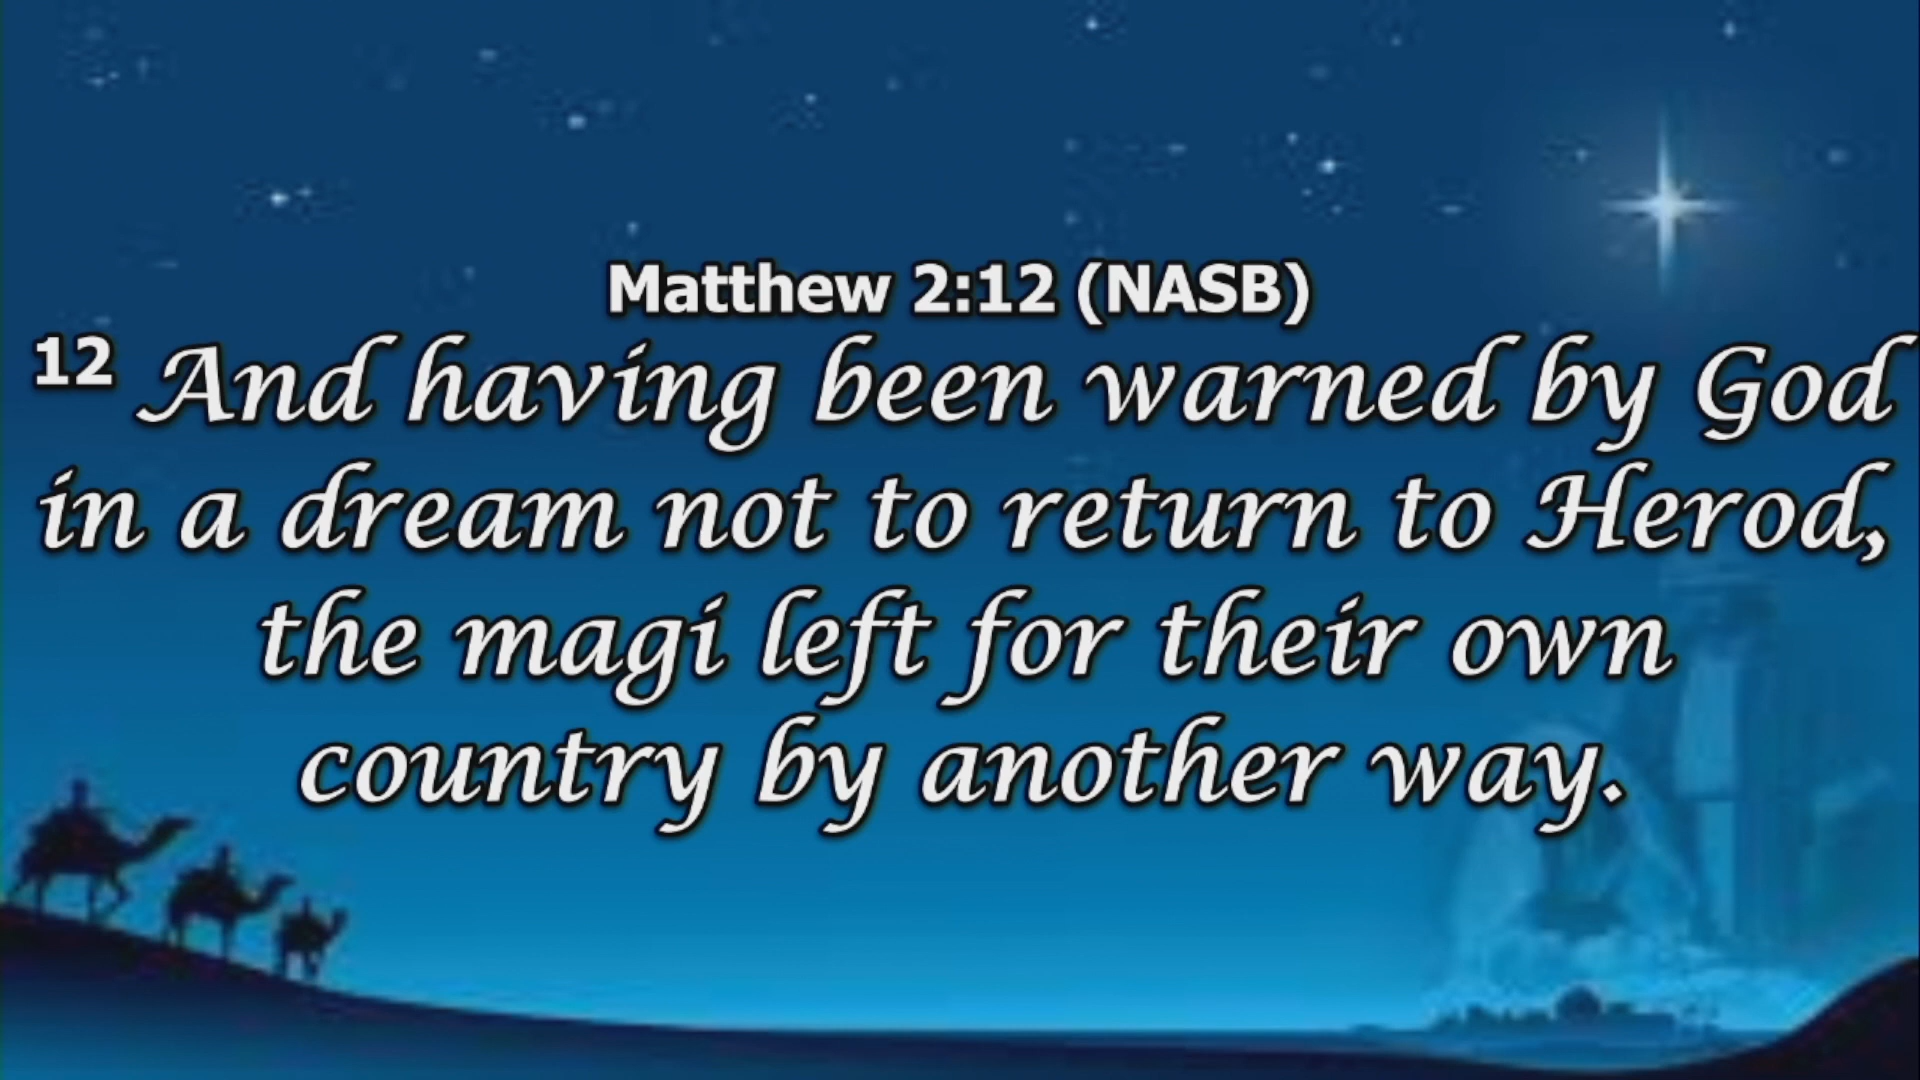 Matthew 2:12 (NASB)
12 And having been warned by God
in a dream not to return to Herod,
the magi left for their own
country by another way.